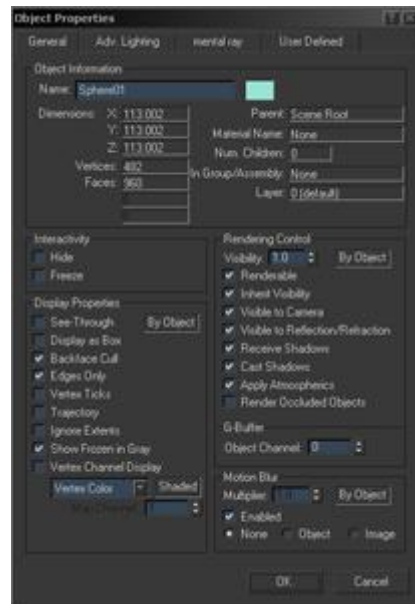 Object Properties
General Adv. Lighting mental ray User Defined
Object Information
Name: Sphere01
Dimensions: X: 113.002
Y: 113.002
Z: 113.002
Vertices: 482
Faces: 960
Parent: Scene Root
Material Name: None
Num. Children: 0
In Group/Assembly: None
Layer: 0 (default)
Interactivity
Hide
Freeze
Display Properties
See-Through By Object
Display as Box
Backface Cull
Edges Only
Vertex Ticks
Trajectory
Ignore Extents
Show Frozen in Gray
Vertex Channel Display
Vertex Color Shaded
Map Channel:
Rendering Control
Visibility: 1.0 By Object
Renderable
Inherit Visibility
Visible to Camera
Visible to Reflection/Refraction
Receive Shadows
Cast Shadows
Apply Atmospherics
Render Occluded Objects
G-Buffer
Object Channel: 0
Motion Blur
Multiplier: By Object
Enabled
None Object Image
OK Cancel